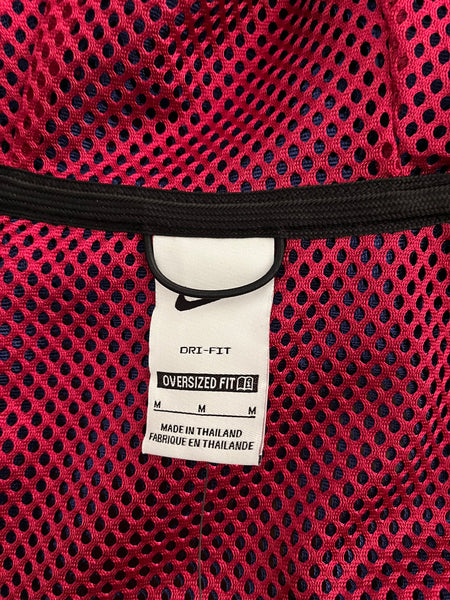 DRI-FIT
OVERSIZED FIT
M M M
MADE IN THAILAND
FABRIQUE EN THAILANDE